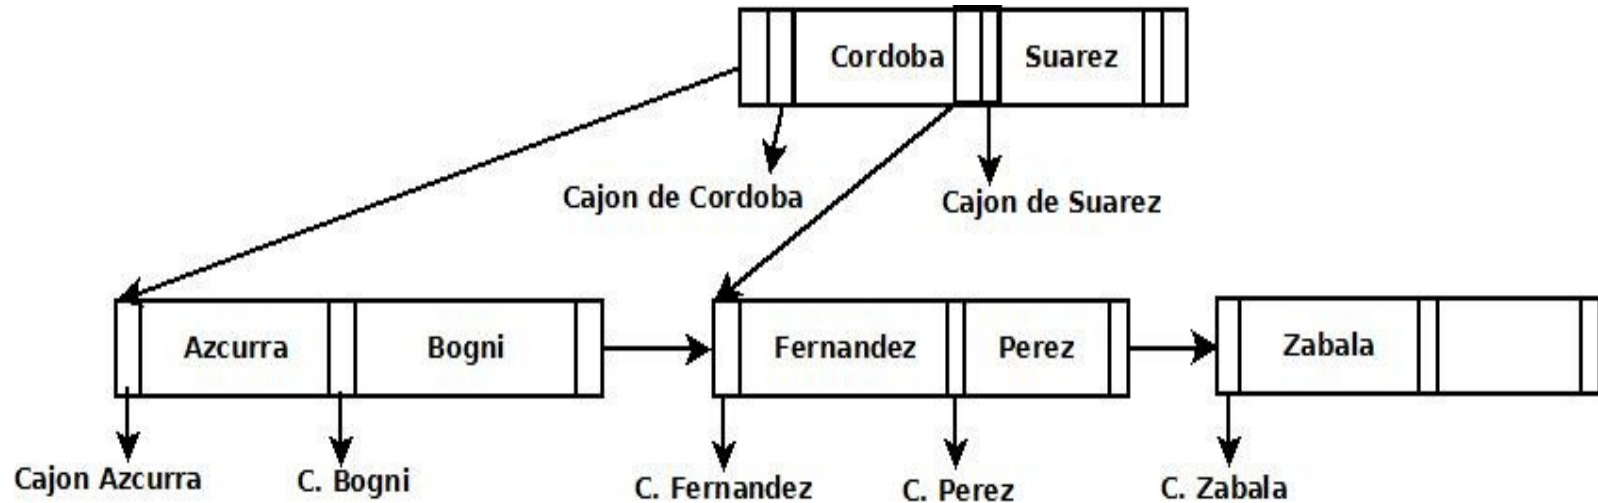 Cordoba Suarez
Cajon de Cordoba Cajon de Suarez
Azcurra Bogni Fernandez Perez Zabala
Cajon Azcurra C. Bogni C. Fernandez C. Perez C. Zabala